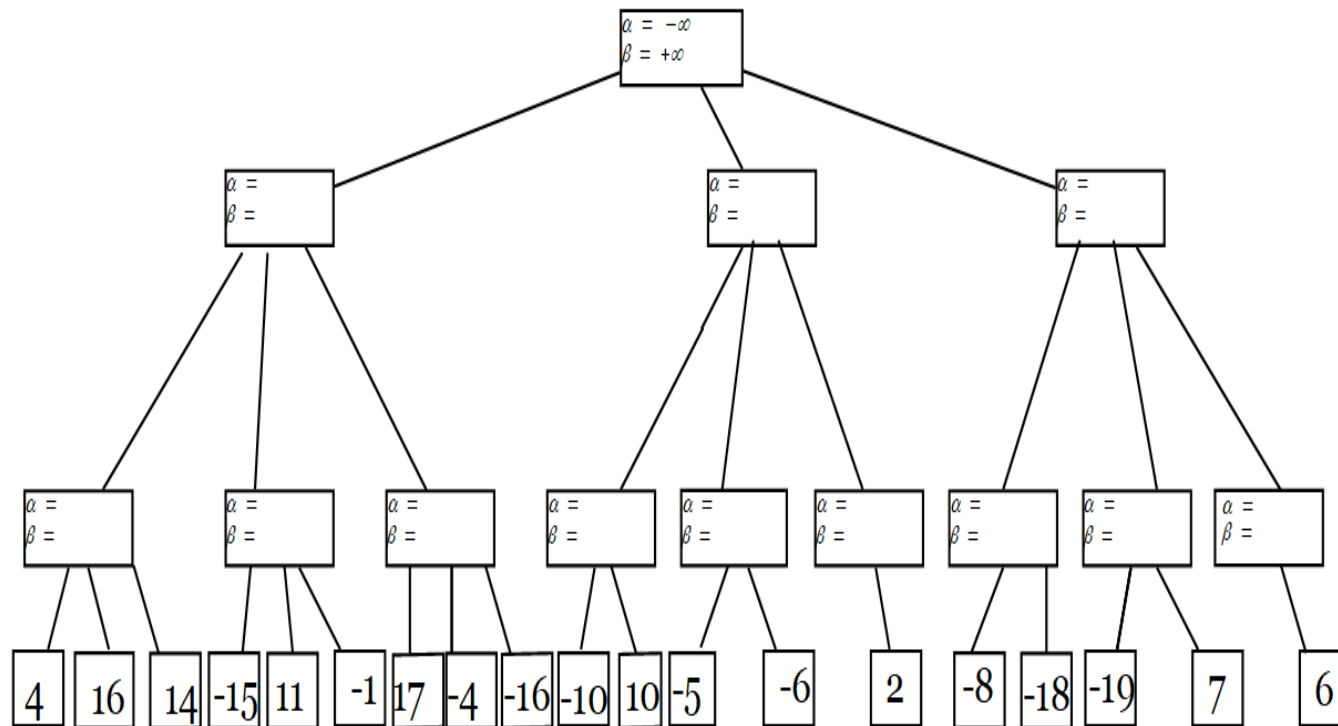 α = −∞
β = +∞
α =
β =
α =
β =
α =
β =
α =
β =
α =
β =
α =
β =
α =
β =
α =
β =
α =
β =
α =
β =
α =
β =
α =
β =
4 16 14 -15 11 -1 17 -4 -16 -10 10 -5 -6 2 -8 -18 -19 7 6